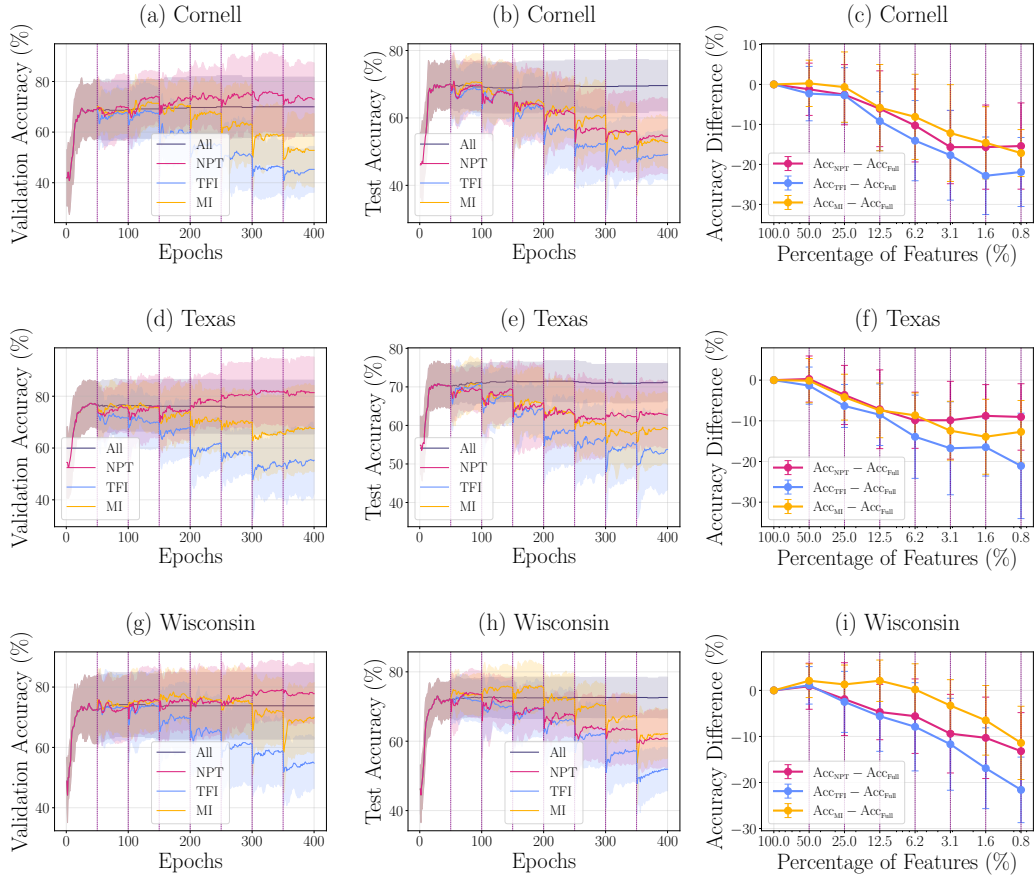 (a) Cornell
Validation Accuracy (%)
80
60
40
0
100
200
300
400
Epochs
All
NPT
TFI
MI
(b) Cornell
Test Accuracy (%)
80
60
40
0
100
200
300
400
Epochs
All
NPT
TFI
MI
(c) Cornell
Accuracy Difference (%)
10
0
−10
−20
−30
100.0
50.0
25.0
12.5
6.2
3.1
1.6
0.8
Percentage of Features (%)
Acc_NPT − Acc_Full
Acc_TFI − Acc_Full
Acc_MI − Acc_Full
(d) Texas
Validation Accuracy (%)
80
60
40
0
100
200
300
400
Epochs
All
NPT
TFI
MI
(e) Texas
Test Accuracy (%)
80
70
60
50
40
0
100
200
300
400
Epochs
All
NPT
TFI
MI
(f) Texas
Accuracy Difference (%)
0
−10
−20
−30
100.0
50.0
25.0
12.5
6.2
3.1
1.6
0.8
Percentage of Features (%)
Acc_NPT − Acc_Full
Acc_TFI − Acc_Full
Acc_MI − Acc_Full
(g) Wisconsin
Validation Accuracy (%)
80
60
40
0
100
200
300
400
Epochs
All
NPT
TFI
MI
(h) Wisconsin
Test Accuracy (%)
80
60
40
0
100
200
300
400
Epochs
All
NPT
TFI
MI
(i) Wisconsin
Accuracy Difference (%)
0
−10
−20
−30
100.0
50.0
25.0
12.5
6.2
3.1
1.6
0.8
Percentage of Features (%)
Acc_NPT − Acc_Full
Acc_TFI − Acc_Full
Acc_MI − Acc_Full